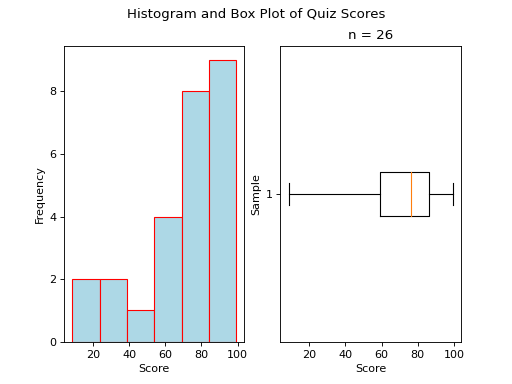 Histogram and Box Plot of Quiz Scores
Frequency
8
6
4
2
0
20 40 60 80 100
Score
n = 26
Sample
1
20 40 60 80 100
Score